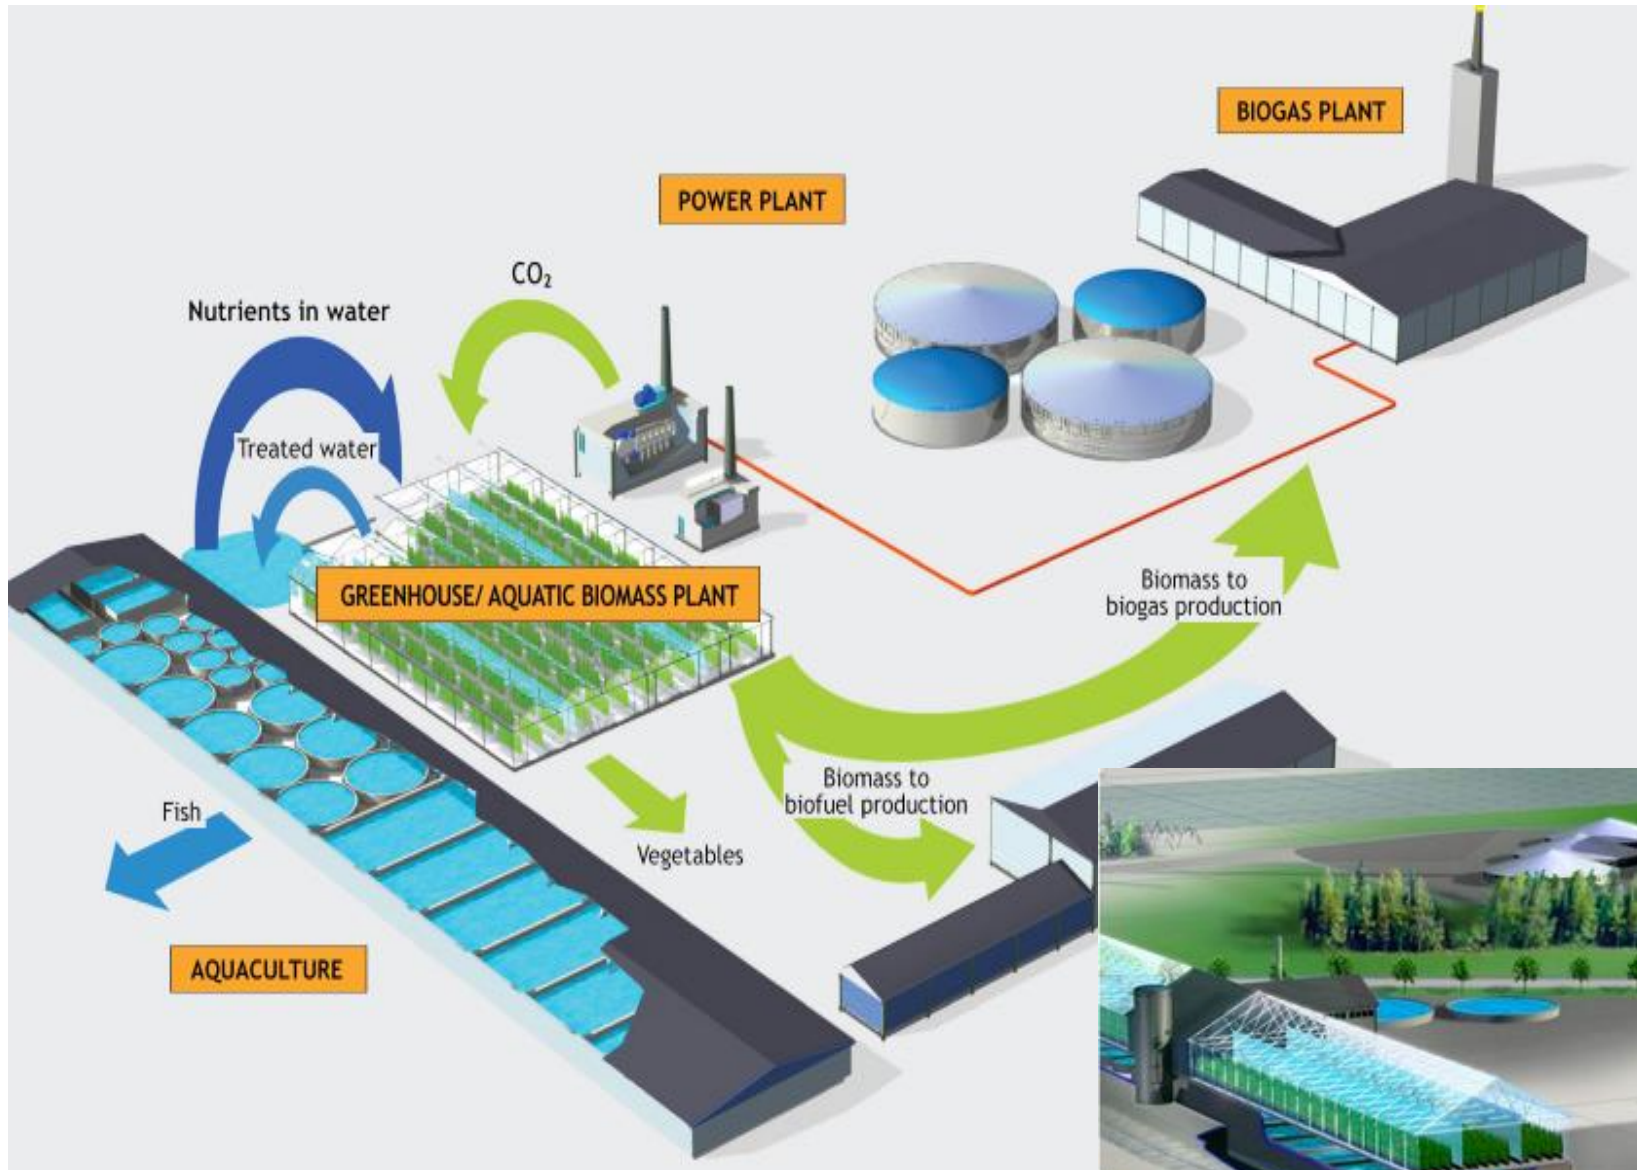 BIOGAS PLANT
POWER PLANT
CO₂
Nutrients in water
Treated water
GREENHOUSE/ AQUATIC BIOMASS PLANT
Biomass to
biogas production
Biomass to
biofuel production
Fish
Vegetables
AQUACULTURE